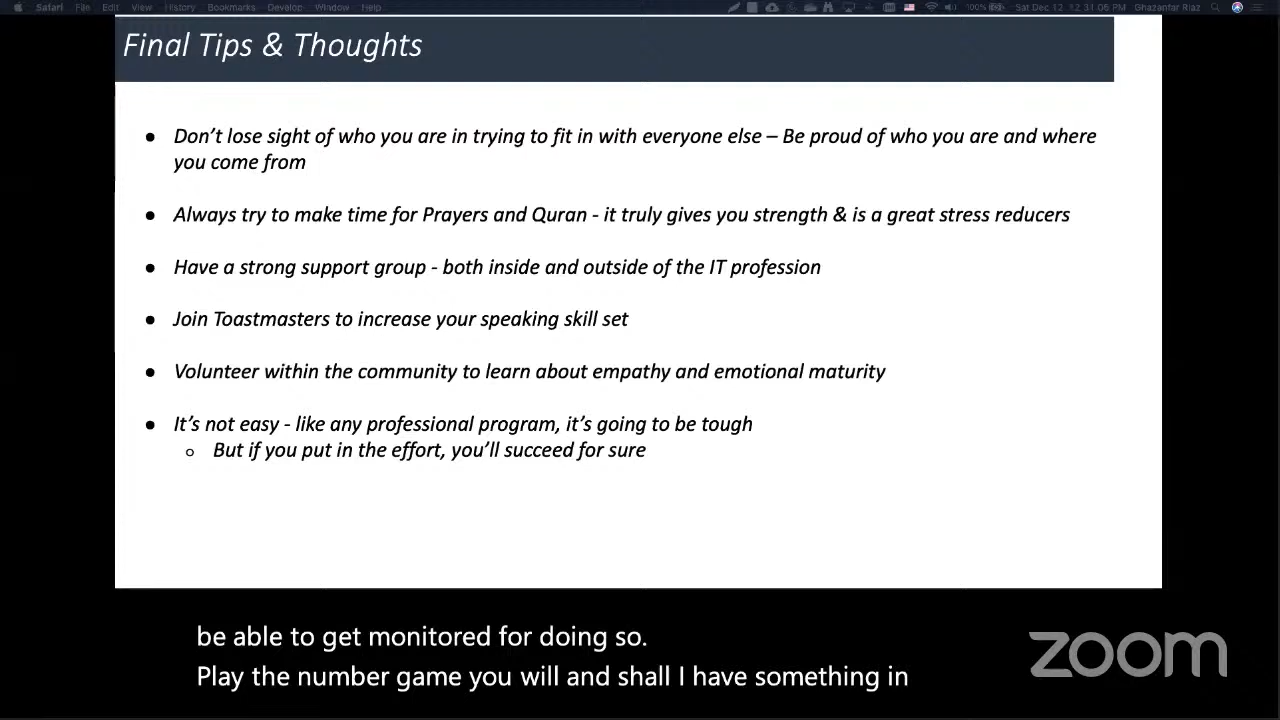 Safari File Edit View History Bookmarks Develop Window Help 100% Sat Dec 12 12:31:06 PM Ghazanfar Riaz
Final Tips & Thoughts
● Don't lose sight of who you are in trying to fit in with everyone else – Be proud of who you are and where
you come from
● Always try to make time for Prayers and Quran - it truly gives you strength & is a great stress reducers
● Have a strong support group - both inside and outside of the IT profession
● Join Toastmasters to increase your speaking skill set
● Volunteer within the community to learn about empathy and emotional maturity
● It's not easy - like any professional program, it's going to be tough
○ But if you put in the effort, you'll succeed for sure
be able to get monitored for doing so.
Play the number game you will and shall I have something in
zoom